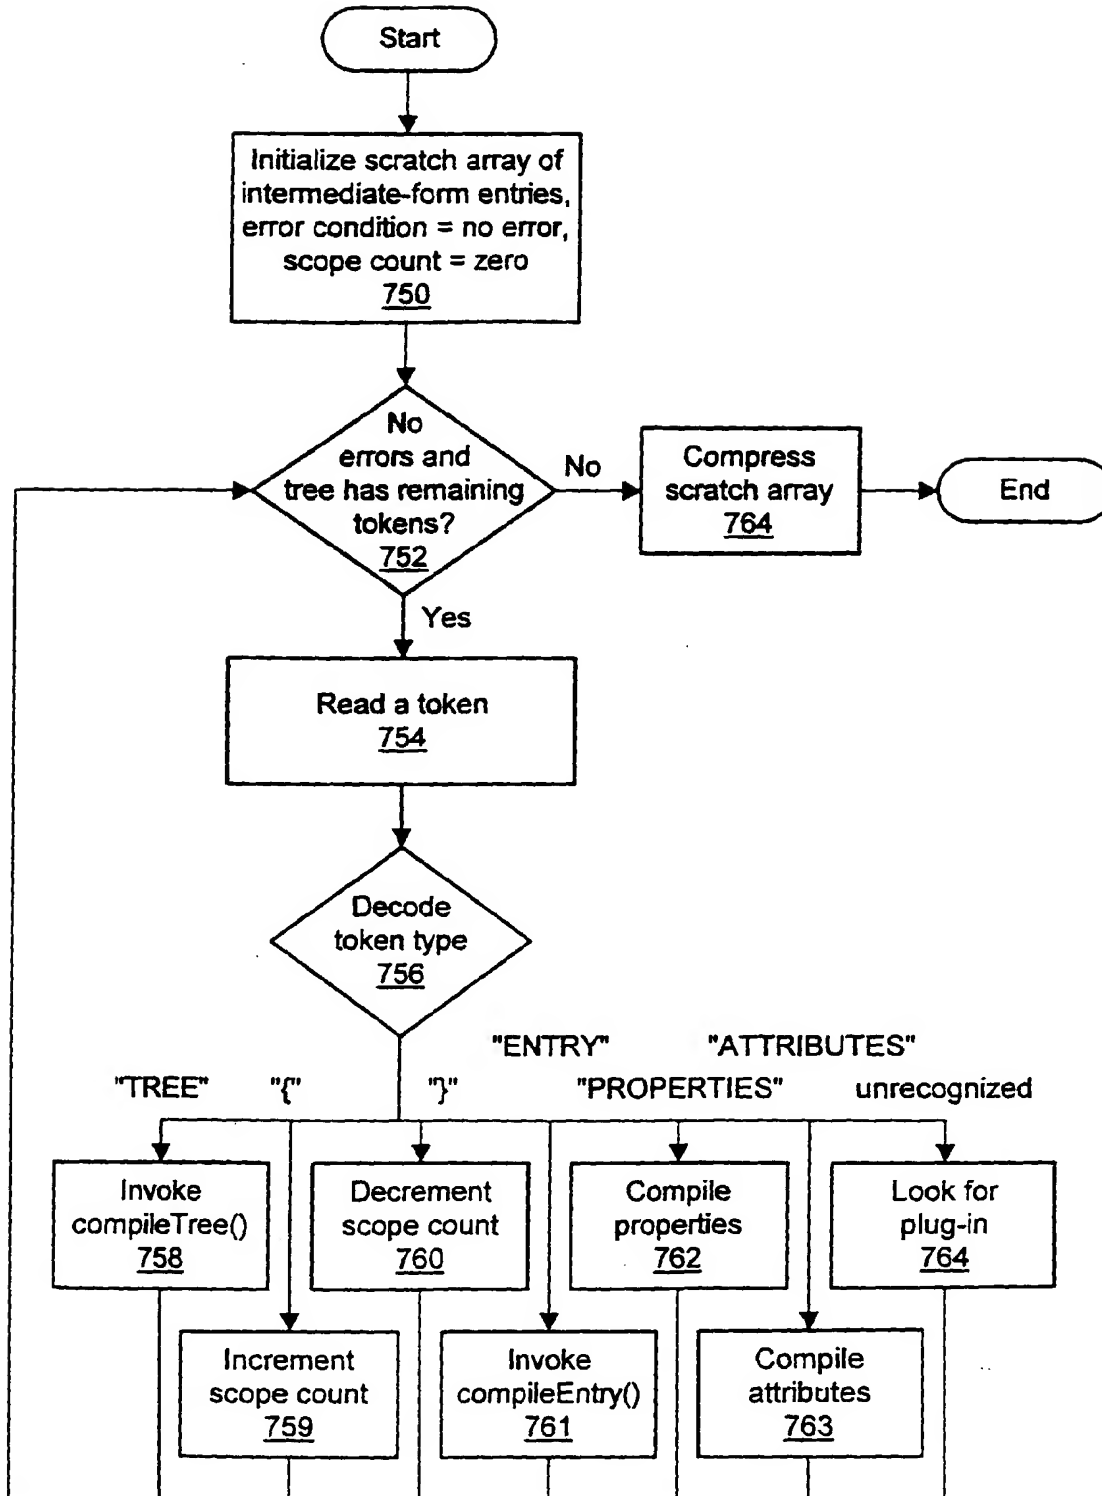 Start
Initialize scratch array of
intermediate-form entries,
error condition = no error,
scope count = zero
750
No
errors and
tree has remaining
tokens?
752
No
Compress
scratch array
764
End
Yes
Read a token
754
Decode
token type
756
"ENTRY"
"ATTRIBUTES"
"TREE"
"{"
"}"
"PROPERTIES"
unrecognized
Invoke
compileTree()
758
Decrement
scope count
760
Compile
properties
762
Look for
plug-in
764
Increment
scope count
759
Invoke
compileEntry()
761
Compile
attributes
763